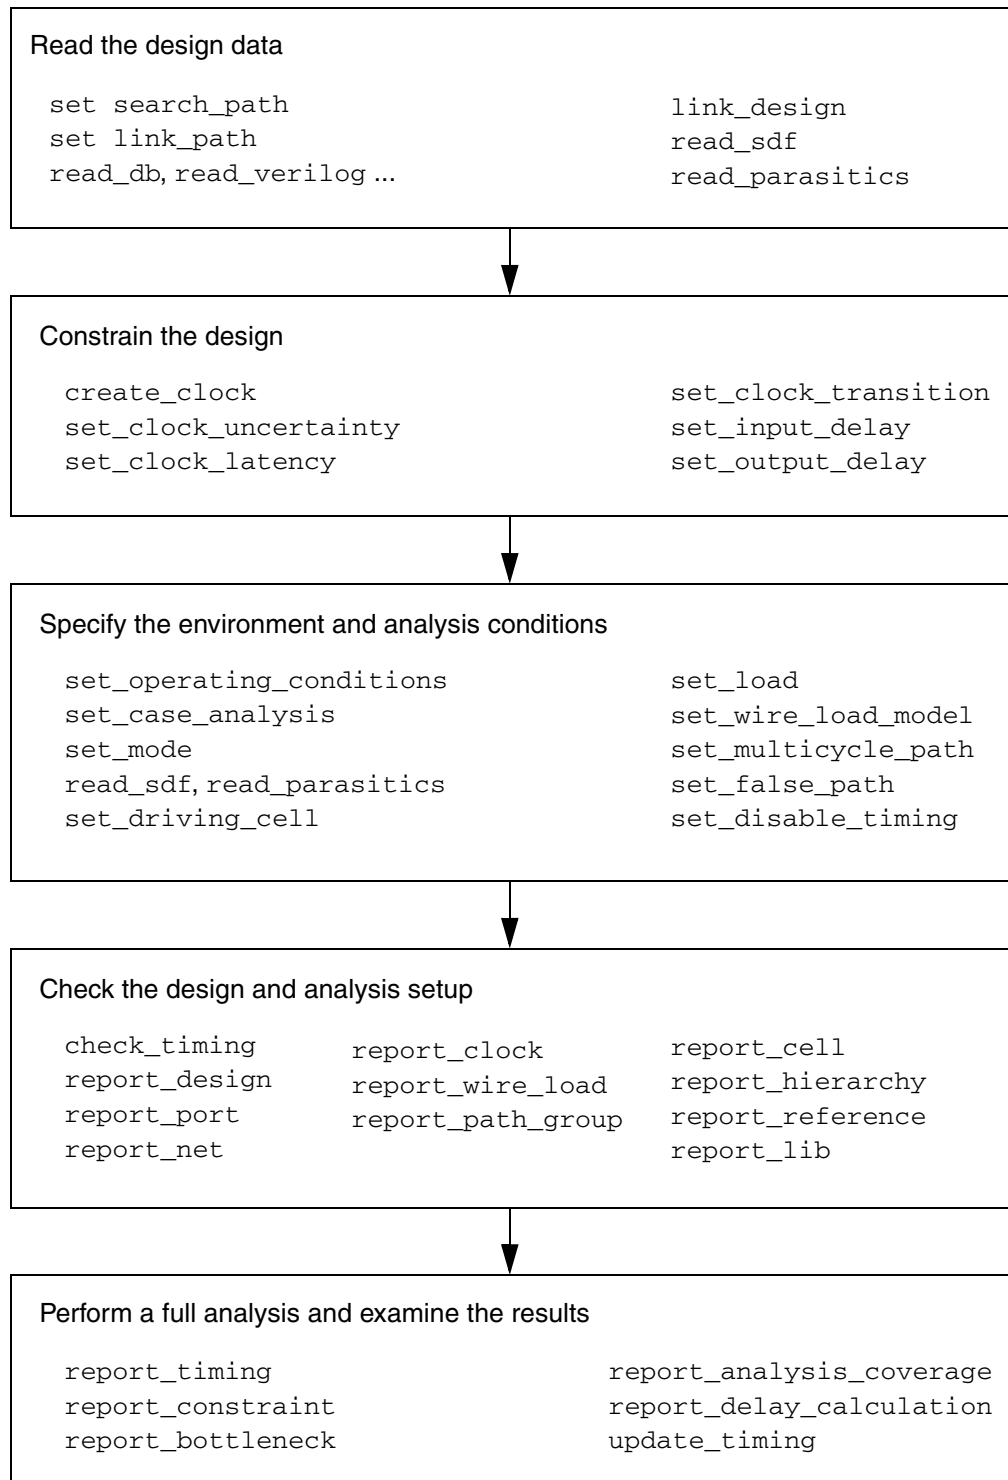 Read the design data
set search_path
set link_path
read_db, read_verilog ...
link_design
read_sdf
read_parasitics
Constrain the design
create_clock
set_clock_uncertainty
set_clock_latency
set_clock_transition
set_input_delay
set_output_delay
Specify the environment and analysis conditions
set_operating_conditions
set_case_analysis
set_mode
read_sdf, read_parasitics
set_driving_cell
set_load
set_wire_load_model
set_multicycle_path
set_false_path
set_disable_timing
Check the design and analysis setup
check_timing
report_design
report_port
report_net
report_clock
report_wire_load
report_path_group
report_cell
report_hierarchy
report_reference
report_lib
Perform a full analysis and examine the results
report_timing
report_constraint
report_bottleneck
report_analysis_coverage
report_delay_calculation
update_timing